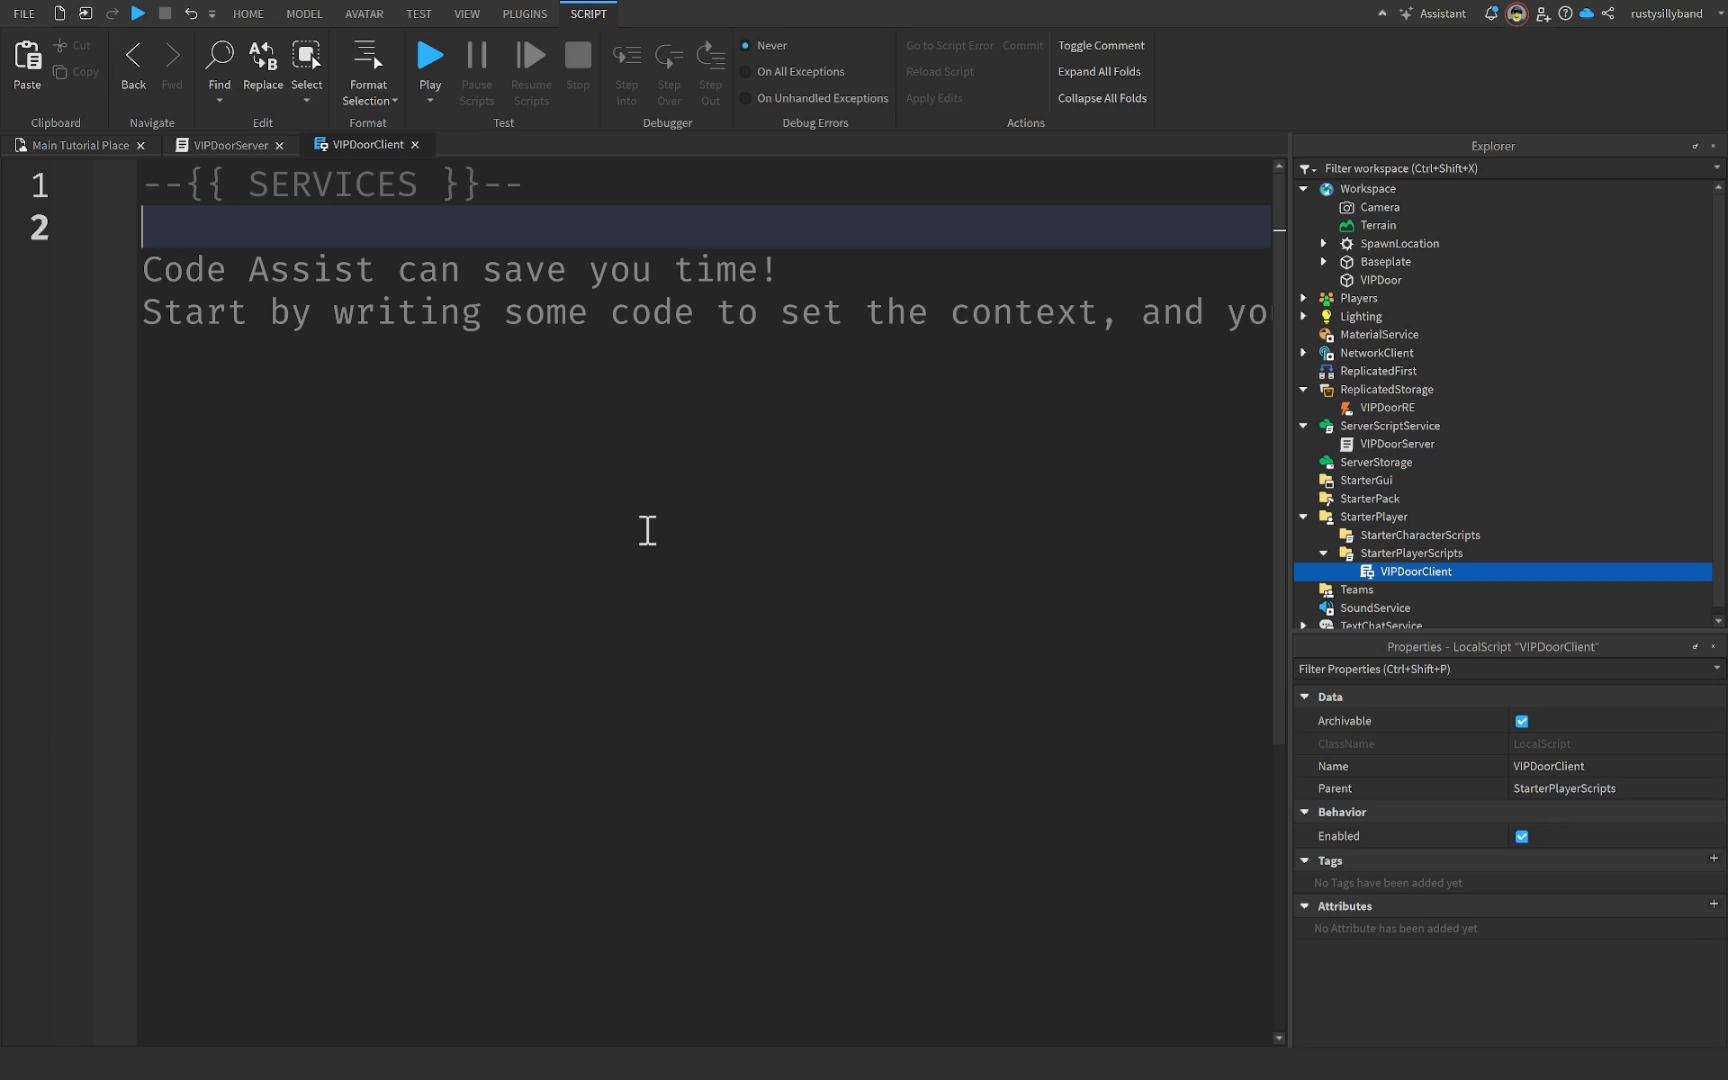 FILE HOME MODEL AVATAR TEST VIEW PLUGINS SCRIPT Assistant rustysillyband
Cut
Copy
Paste
Back Fwd
Find Replace Select
Format
Selection
Play
Pause
Scripts
Resume
Scripts
Stop
Step
Into
Step
Over
Step
Out
Never
On All Exceptions
On Unhandled Exceptions
Go to Script Error Commit Toggle Comment
Reload Script Expand All Folds
Apply Edits Collapse All Folds
Clipboard Navigate Edit Format Test Debugger Debug Errors Actions
Main Tutorial Place VIPDoorServer VIPDoorClient
1 --{{ SERVICES }}--
2
Code Assist can save you time!
Start by writing some code to set the context, and yo
Explorer
Filter workspace (Ctrl+Shift+X)
Workspace
Camera
Terrain
SpawnLocation
Baseplate
VIPDoor
Players
Lighting
MaterialService
NetworkClient
ReplicatedFirst
ReplicatedStorage
VIPDoorRE
ServerScriptService
VIPDoorServer
ServerStorage
StarterGui
StarterPack
StarterPlayer
StarterCharacterScripts
StarterPlayerScripts
VIPDoorClient
Teams
SoundService
TextChatService
Properties - LocalScript "VIPDoorClient"
Filter Properties (Ctrl+Shift+P)
Data
Archivable
ClassName LocalScript
Name VIPDoorClient
Parent StarterPlayerScripts
Behavior
Enabled
Tags
No Tags have been added yet
Attributes
No Attribute has been added yet